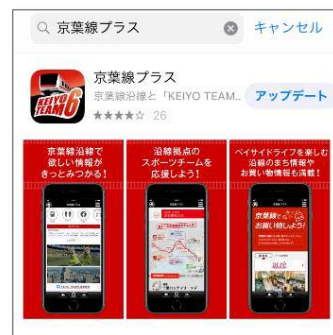 京葉線プラス
キャンセル
京葉線プラス
京葉線沿線と「KEIYO TEAM...
アップデート
★★★★☆ 26
KEIYO
TEAM6
京葉線沿線で
欲しい情報が
きっとみつかる！
沿線拠点の
スポーツチームを
応援しよう！
ベイサイドライフを楽しむ
沿線のまち情報や
お買い物情報も満載！
京葉線で
お買い物しよう！